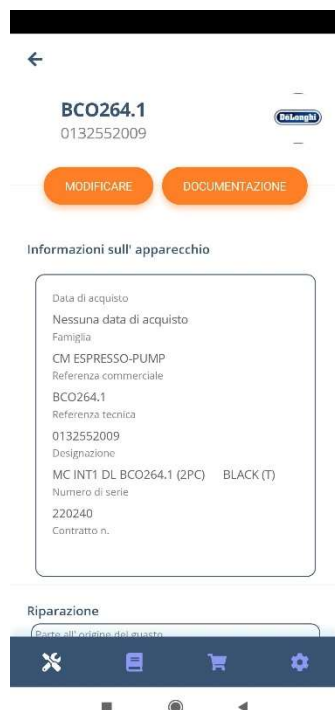 BCO264.1
0132552009
DeLonghi
MODIFICARE
DOCUMENTAZIONE
Informazioni sull' apparecchio
Data di acquisto
Nessuna data di acquisto
Famiglia
CM ESPRESSO-PUMP
Referenza commerciale
BCO264.1
Referenza tecnica
0132552009
Designazione
MC INT1 DL BCO264.1 (2PC) BLACK (T)
Numero di serie
220240
Contratto n.
Riparazione
Parte all' origine del guasto